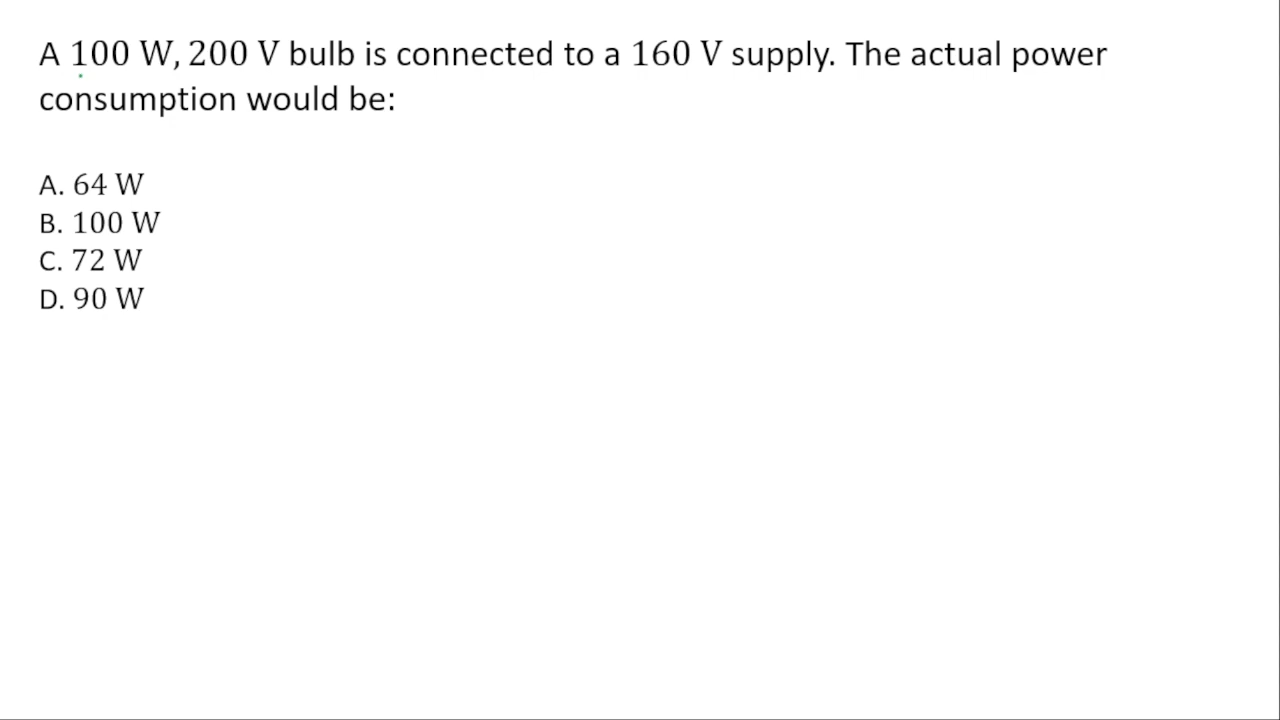 A 100 W, 200 V bulb is connected to a 160 V supply. The actual power
consumption would be:
A. 64 W
B. 100 W
C. 72 W
D. 90 W